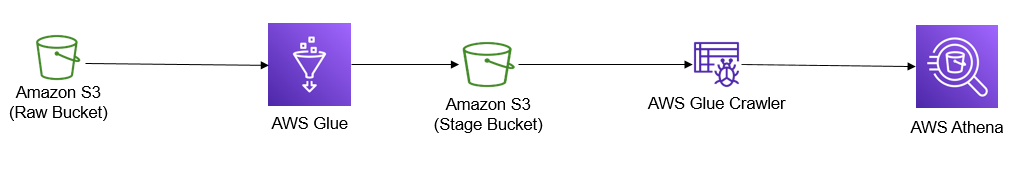 Amazon S3
(Raw Bucket)
AWS Glue
Amazon S3
(Stage Bucket)
AWS Glue Crawler
AWS Athena